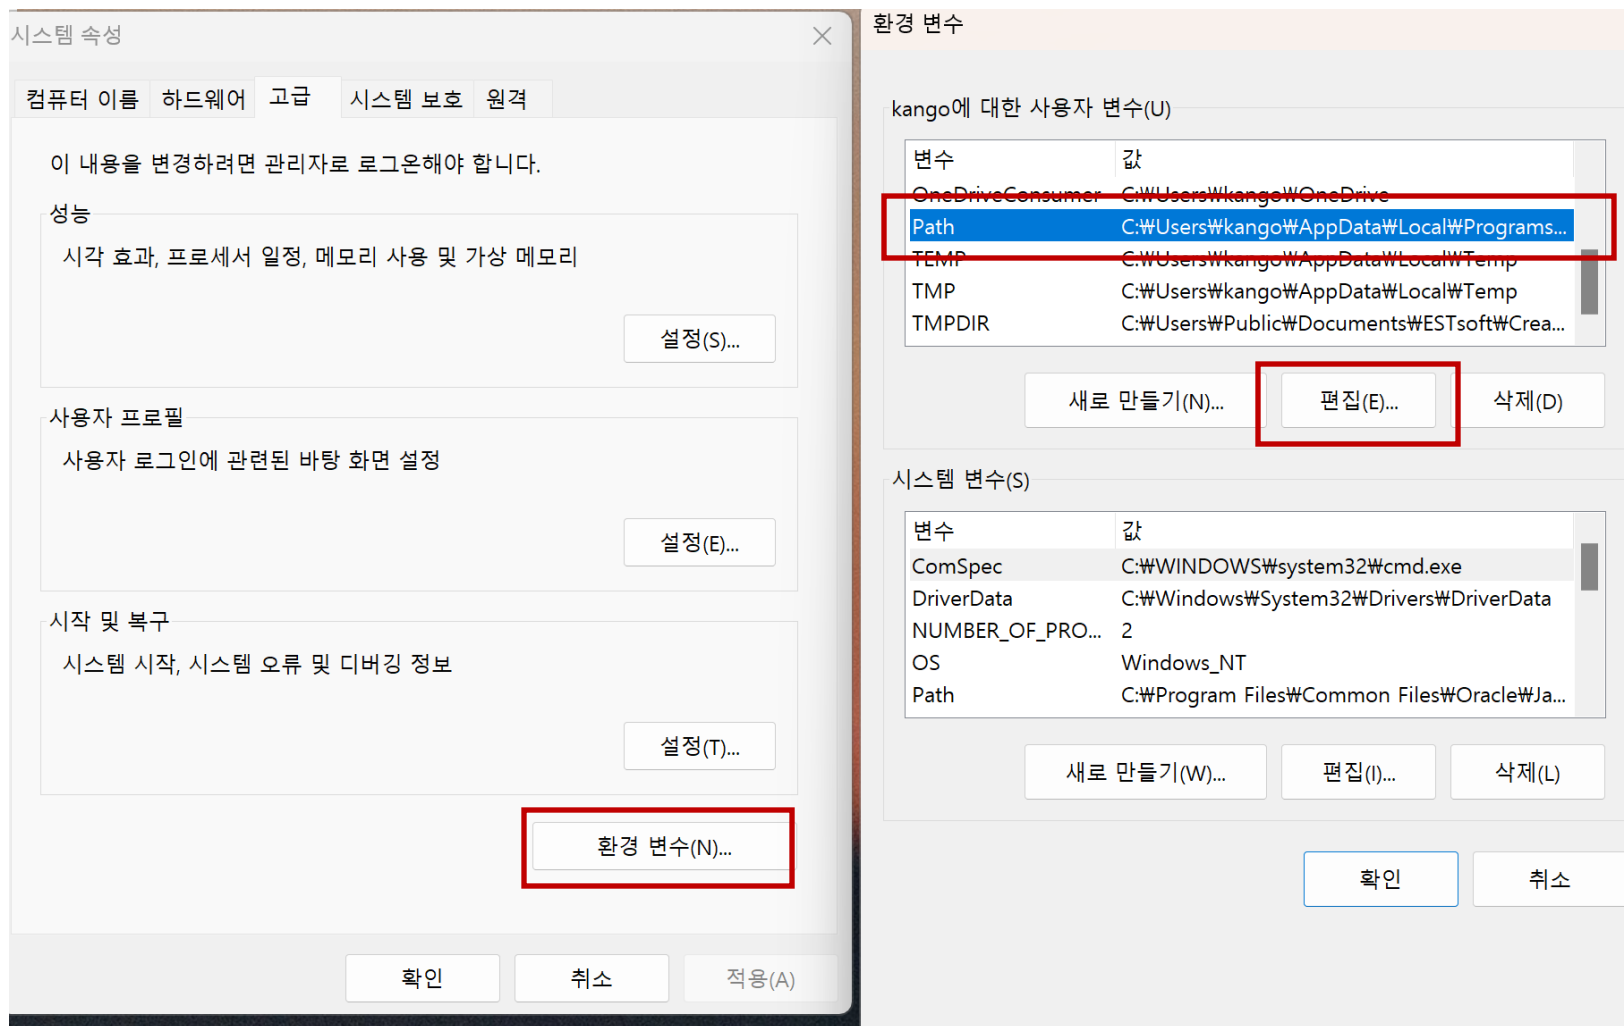 시스템 속성
컴퓨터 이름 하드웨어 고급 시스템 보호 원격
이 내용을 변경하려면 관리자로 로그온해야 합니다.
성능
시각 효과, 프로세서 일정, 메모리 사용 및 가상 메모리
설정(S)...
사용자 프로필
사용자 로그인에 관련된 바탕 화면 설정
설정(E)...
시작 및 복구
시스템 시작, 시스템 오류 및 디버깅 정보
설정(T)...
환경 변수(N)...
확인 취소 적용(A)
환경 변수
kango에 대한 사용자 변수(U)
변수 값
OneDriveConsumer C:₩Users₩kango₩OneDrive
Path C:₩Users₩kango₩AppData₩Local₩Programs...
TEMP C:₩Users₩kango₩AppData₩Local₩Temp
TMP C:₩Users₩kango₩AppData₩Local₩Temp
TMPDIR C:₩Users₩Public₩Documents₩ESTsoft₩Crea...
새로 만들기(N)... 편집(E)... 삭제(D)
시스템 변수(S)
변수 값
ComSpec C:₩WINDOWS₩system32₩cmd.exe
DriverData C:₩Windows₩System32₩Drivers₩DriverData
NUMBER_OF_PRO... 2
OS Windows_NT
Path C:₩Program Files₩Common Files₩Oracle₩Ja...
새로 만들기(W)... 편집(I)... 삭제(L)
확인 취소